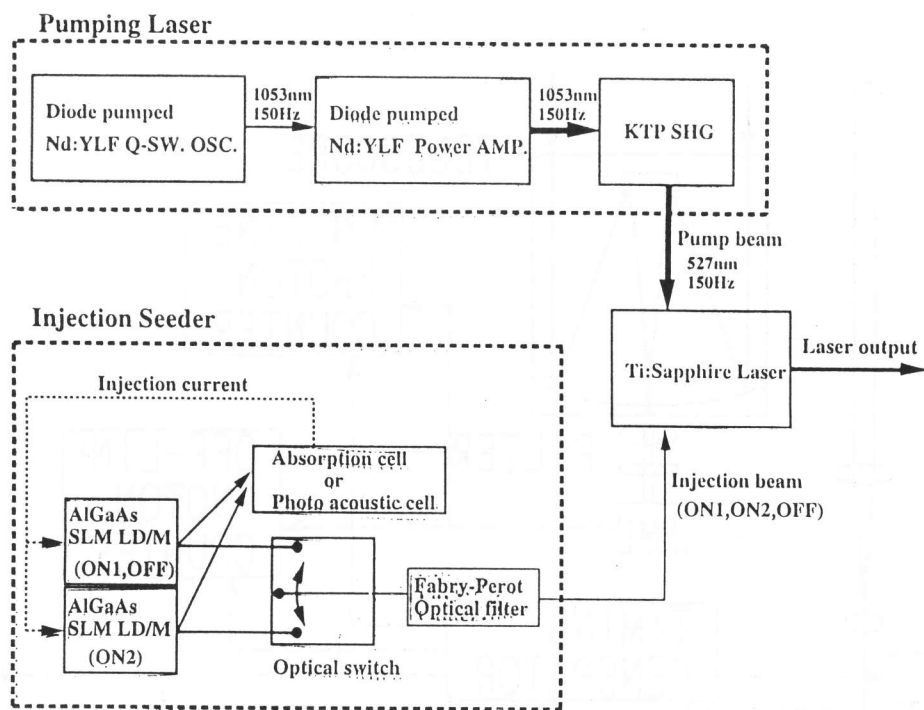 Pumping Laser
Diode pumped
Nd:YLF Q-SW. OSC.
1053nm
150Hz
Diode pumped
Nd:YLF Power AMP.
1053nm
150Hz
KTP SHG
Pump beam
527nm
150Hz
Ti:Sapphire Laser
Laser output
Injection Seeder
Injection current
Absorption cell
or
Photo acoustic cell
Injection beam
(ON1,ON2,OFF)
AlGaAs
SLM LD/M
(ON1,OFF)
AlGaAs
SLM LD/M
(ON2)
Optical switch
Fabry-Perot
Optical filter